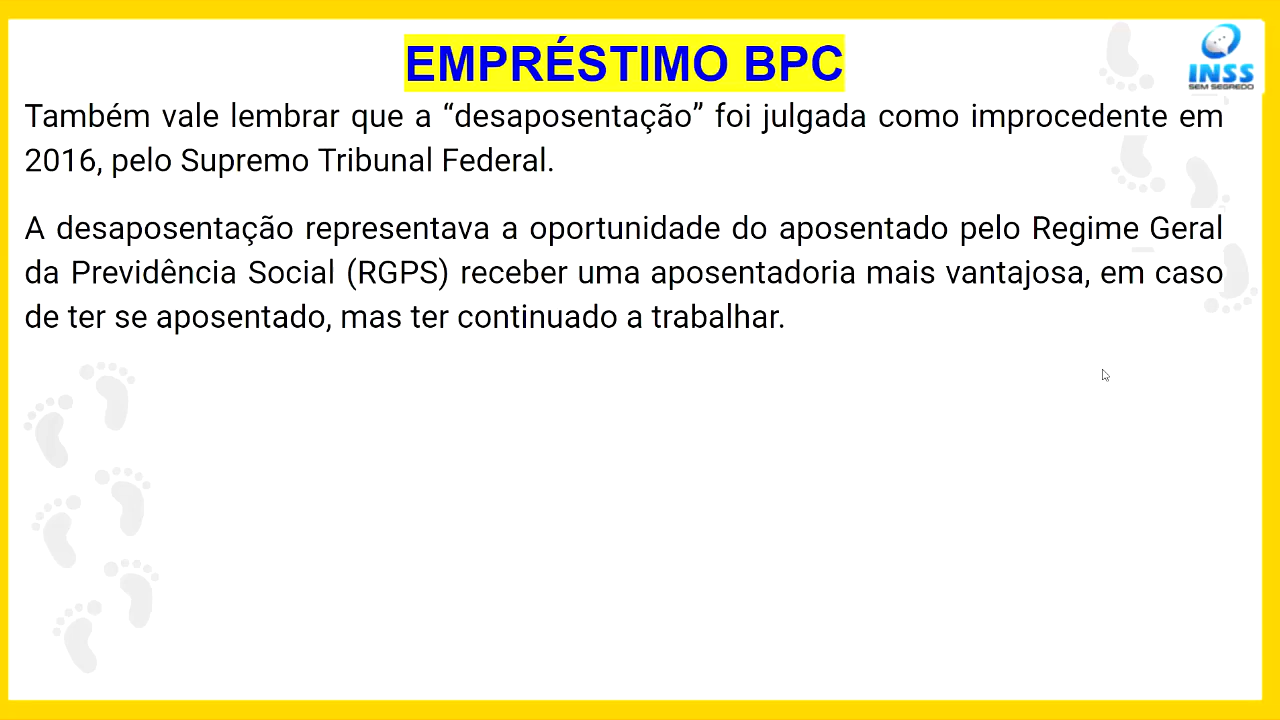 EMPRÉSTIMO BPC
INSS
SEM SEGREDO
Também vale lembrar que a “desaposentação” foi julgada como improcedente em
2016, pelo Supremo Tribunal Federal.
A desaposentação representava a oportunidade do aposentado pelo Regime Geral
da Previdência Social (RGPS) receber uma aposentadoria mais vantajosa, em caso
de ter se aposentado, mas ter continuado a trabalhar.